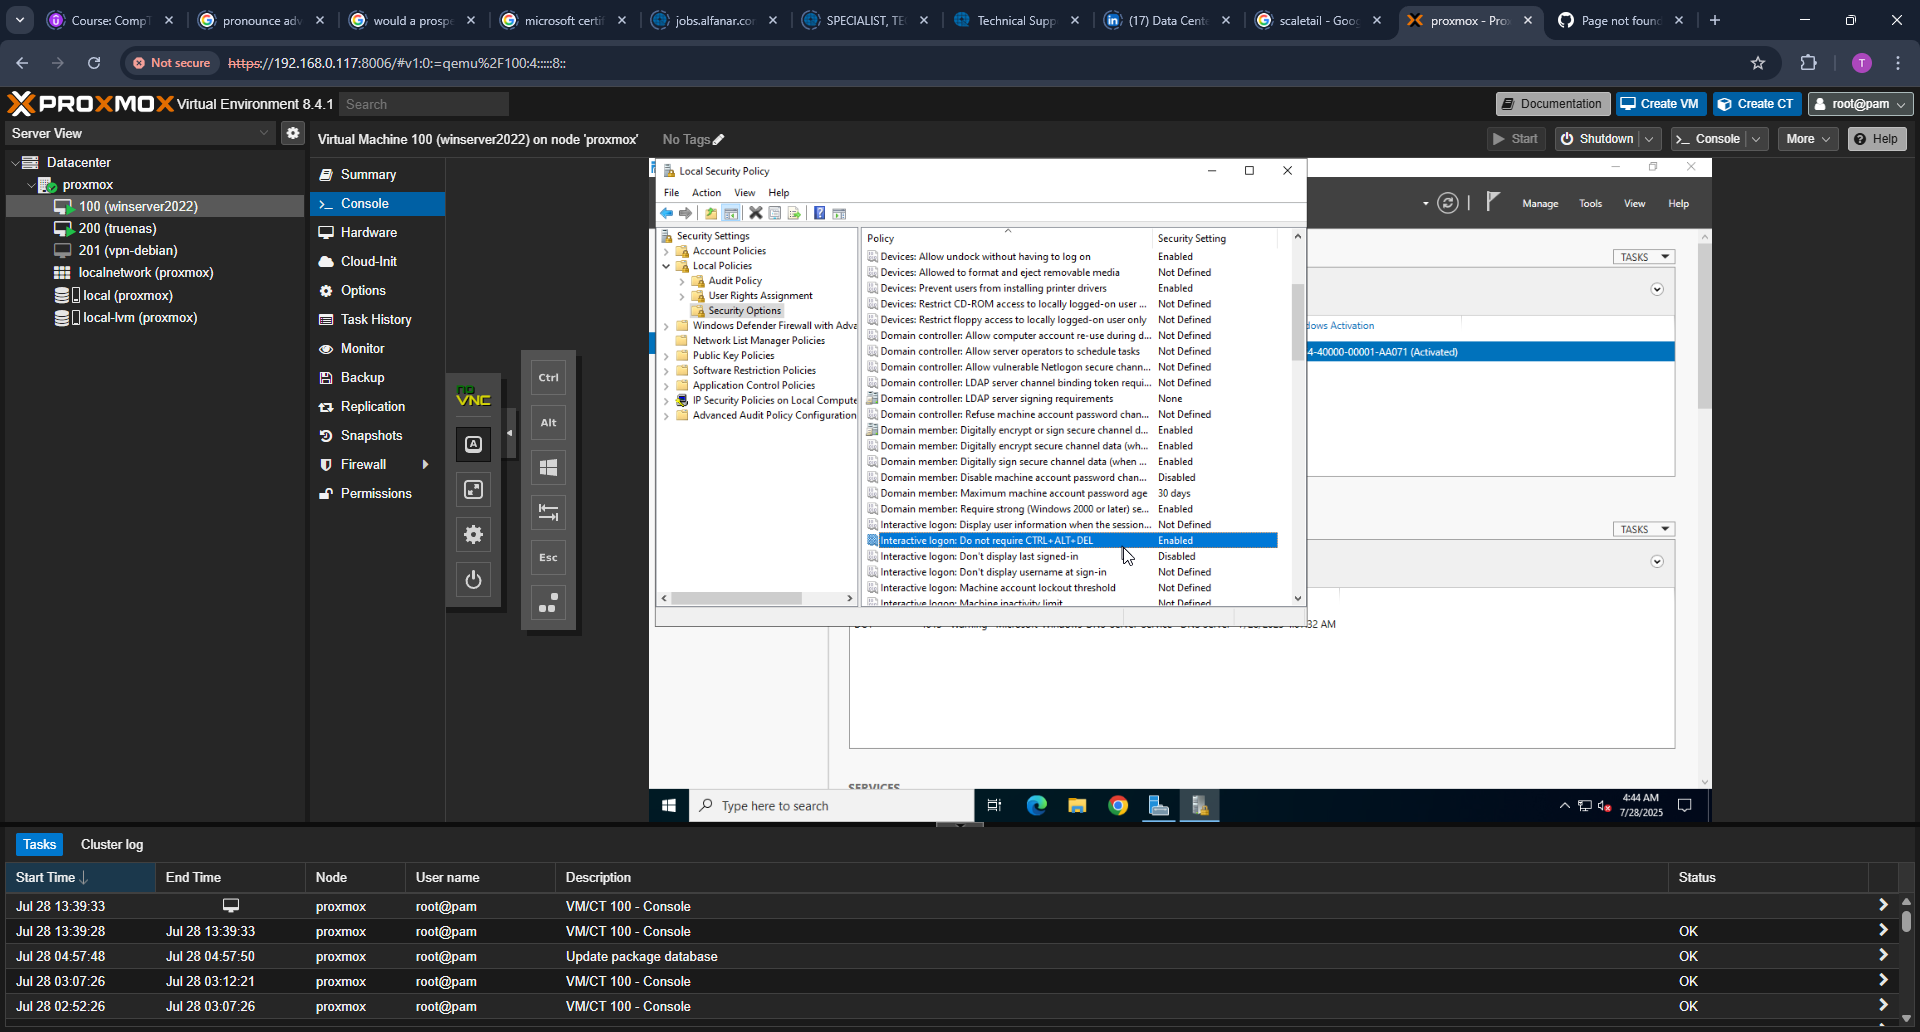 Course: CompT
pronounce adv
would a prospe
microsoft certif
jobs.alfanar.com
SPECIALIST, TE
Technical Supp
(17) Data Cente
scaletail - Goog
proxmox - Prox
Page not found
Not secure
https://192.168.0.117:8006/#v1:0:=qemu%2F100:4:::::8::
T
PROXMOX Virtual Environment 8.4.1
Search
Documentation
Create VM
Create CT
root@pam
Server View
Virtual Machine 100 (winserver2022) on node 'proxmox'
No Tags
Start
Shutdown
Console
More
Help
Datacenter
proxmox
100 (winserver2022)
200 (truenas)
201 (vpn-debian)
localnetwork (proxmox)
local (proxmox)
local-lvm (proxmox)
Summary
Console
Hardware
Cloud-Init
Options
Task History
Monitor
Backup
Replication
Snapshots
Firewall
Permissions
no
VNC
A
Ctrl
Alt
Esc
Local Security Policy
File Action View Help
Security Settings
Account Policies
Local Policies
Audit Policy
User Rights Assignment
Security Options
Windows Defender Firewall with Adva
Network List Manager Policies
Public Key Policies
Software Restriction Policies
Application Control Policies
IP Security Policies on Local Compute
Advanced Audit Policy Configuration
Policy Security Setting
Devices: Allow undock without having to log on Enabled
Devices: Allowed to format and eject removable media Not Defined
Devices: Prevent users from installing printer drivers Enabled
Devices: Restrict CD-ROM access to locally logged-on user ... Not Defined
Devices: Restrict floppy access to locally logged-on user only Not Defined
Domain controller: Allow computer account re-use during d... Not Defined
Domain controller: Allow server operators to schedule tasks Not Defined
Domain controller: Allow vulnerable Netlogon secure chann... Not Defined
Domain controller: LDAP server channel binding token requi... Not Defined
Domain controller: LDAP server signing requirements None
Domain controller: Refuse machine account password chan... Not Defined
Domain member: Digitally encrypt or sign secure channel d... Enabled
Domain member: Digitally encrypt secure channel data (wh... Enabled
Domain member: Digitally sign secure channel data (when ... Enabled
Domain member: Disable machine account password chan... Disabled
Domain member: Maximum machine account password age 30 days
Domain member: Require strong (Windows 2000 or later) se... Enabled
Interactive logon: Display user information when the session... Not Defined
Interactive logon: Do not require CTRL+ALT+DEL Enabled
Interactive logon: Don't display last signed-in Disabled
Interactive logon: Don't display username at sign-in Not Defined
Interactive logon: Machine account lockout threshold Not Defined
Interactive logon: Machine inactivity limit Not Defined
Manage Tools View Help
TASKS
dows Activation
4-40000-00001-AA071 (Activated)
TASKS
32 AM
SERVICES
Type here to search
4:44 AM
7/28/2025
Tasks Cluster log
Start Time End Time Node User name Description Status
Jul 28 13:39:33 proxmox root@pam VM/CT 100 - Console
Jul 28 13:39:28 Jul 28 13:39:33 proxmox root@pam VM/CT 100 - Console OK
Jul 28 04:57:48 Jul 28 04:57:50 proxmox root@pam Update package database OK
Jul 28 03:07:26 Jul 28 03:12:21 proxmox root@pam VM/CT 100 - Console OK
Jul 28 02:52:26 Jul 28 03:07:26 proxmox root@pam VM/CT 100 - Console OK